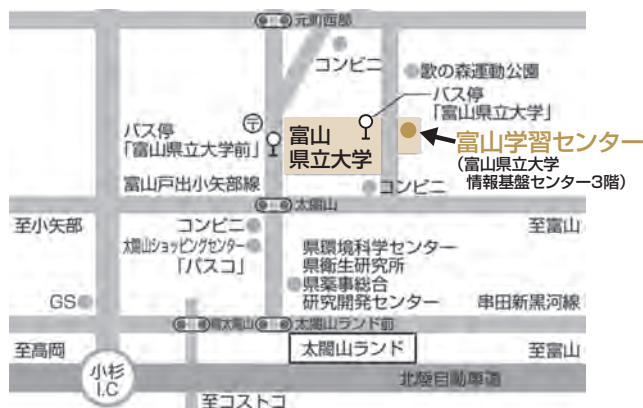 元町西部
コンビニ
歌の森運動公園
バス停
「富山県立大学」
バス停
「富山県立大学前」
〒
富山
県立大学
富山学習センター
(富山県立大学
情報基盤センター3階)
富山戸出小矢部線
コンビニ
太閤山
至小矢部
コンビニ
太閤山ショッピングセンター
「パスコ」
至富山
県環境科学センター
県衛生研究所
県薬事総合
研究開発センター
GS
串田新黒河線
南太閤山
太閤山ランド前
至高岡
太閤山ランド
至富山
小杉
I.C
北陸自動車道
至コストコ